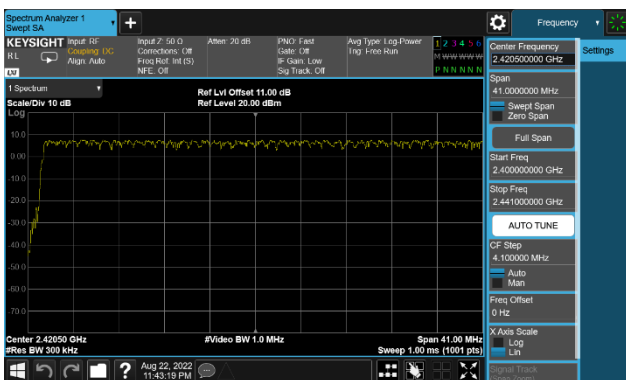 Spectrum Analyzer 1
Swept SA
Frequency
KEYSIGHT
RL
LXI
Input: RF
Coupling: DC
Align: Auto
Input Z: 50 Ω
Corrections: Off
Freq Ref: Int (S)
NFE: Off
Atten: 20 dB
PNO: Fast
Gate: Off
IF Gain: Low
Sig Track: Off
Avg Type: Log-Power
Trig: Free Run
1 2 3 4 5 6
M W W W W W
P N N N N N
1 Spectrum
Scale/Div 10 dB
Ref Lvl Offset 11.00 dB
Ref Level 20.00 dBm
Log
10.0
0.00
-10.0
-20.0
-30.0
-40.0
-50.0
-60.0
-70.0
Center 2.42050 GHz
#Res BW 300 kHz
#Video BW 1.0 MHz
Span 41.00 MHz
Sweep 1.00 ms (1001 pts)
Aug 22, 2022
11:43:19 PM
Center Frequency
2.420500000 GHz
Span
41.0000000 MHz
Swept Span
Zero Span
Full Span
Start Freq
2.400000000 GHz
Stop Freq
2.441000000 GHz
AUTO TUNE
CF Step
4.100000 MHz
Auto
Man
Freq Offset
0 Hz
X Axis Scale
Log
Lin
Signal Track
(Span Zoom)
Settings